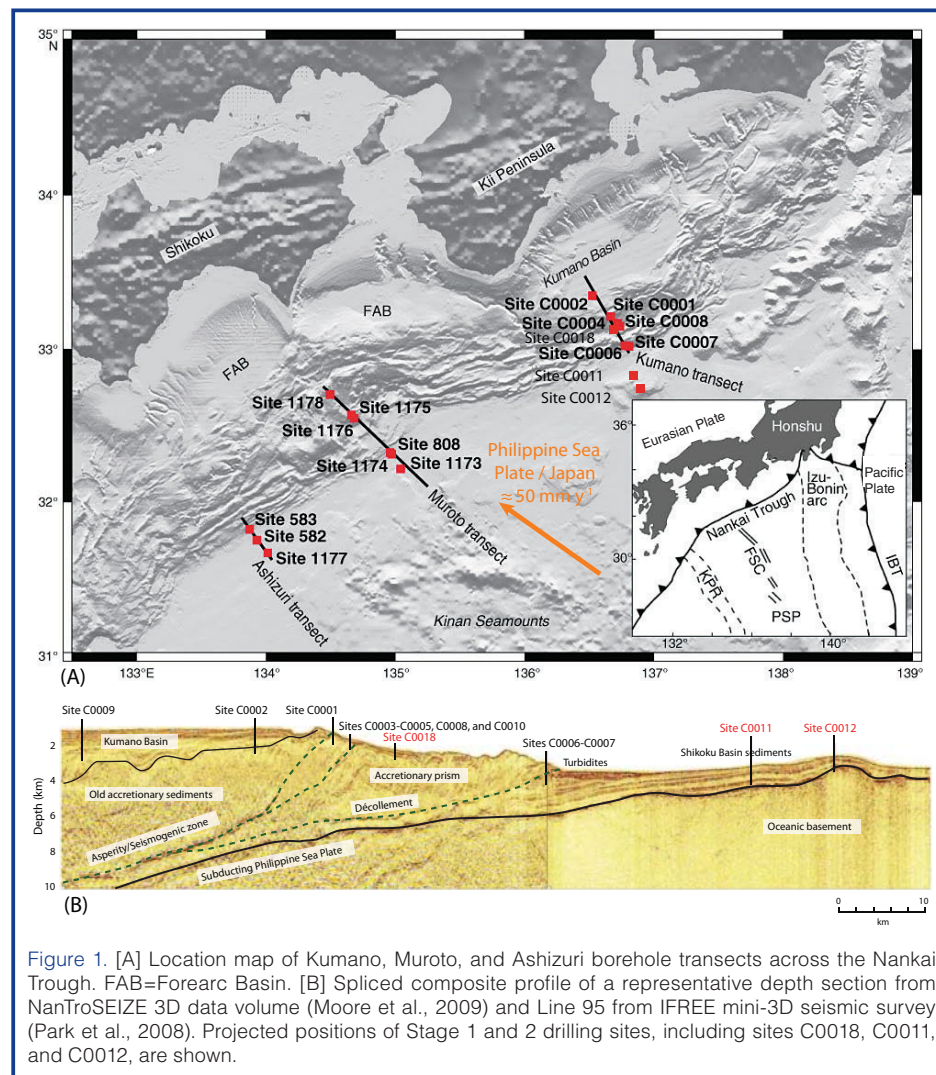 35°
N
34°
33°
32°
31°
Shikoku
Kii Peninsula
Kumano Basin
FAB
FAB
Site C0002
Site C0001
Site C0004
Site C0008
Site C0018
Site C0006
Site C0007
Kumano transect
Site C0011
Site C0012
Site 1178
Site 1175
Site 1176
Site 808
Site 1174
Site 1173
Muroto transect
Philippine Sea
Plate / Japan
≈ 50 mm y⁻¹
Site 583
Site 582
Site 1177
Ashizuri transect
Kinan Seamounts
36°
Eurasian Plate
Honshu
Pacific
Plate
Izu-
Bonin
arc
Nankai Trough
30°
FSC
KPR
IBT
PSP
132°
140°
133°E
134°
135°
136°
137°
138°
139°
(A)
Site C0009
Site C0002
Site C0001
Sites C0003-C0005, C0008, and C0010
Site C0018
Sites C0006-C0007
Site C0011
Site C0012
Kumano Basin
Turbidites
Shikoku Basin sediments
Accretionary prism
Old accretionary sediments
Décollement
Asperity/Seismogenic zone
Oceanic basement
Subducting Philippine Sea Plate
Depth (km)
2
4
6
8
10
(B)
0
10
km
Figure 1. [A] Location map of Kumano, Muroto, and Ashizuri borehole transects across the Nankai
Trough. FAB=Forearc Basin. [B] Spliced composite profile of a representative depth section from
NanTroSEIZE 3D data volume (Moore et al., 2009) and Line 95 from IFREE mini-3D seismic survey
(Park et al., 2008). Projected positions of Stage 1 and 2 drilling sites, including sites C0018, C0011,
and C0012, are shown.